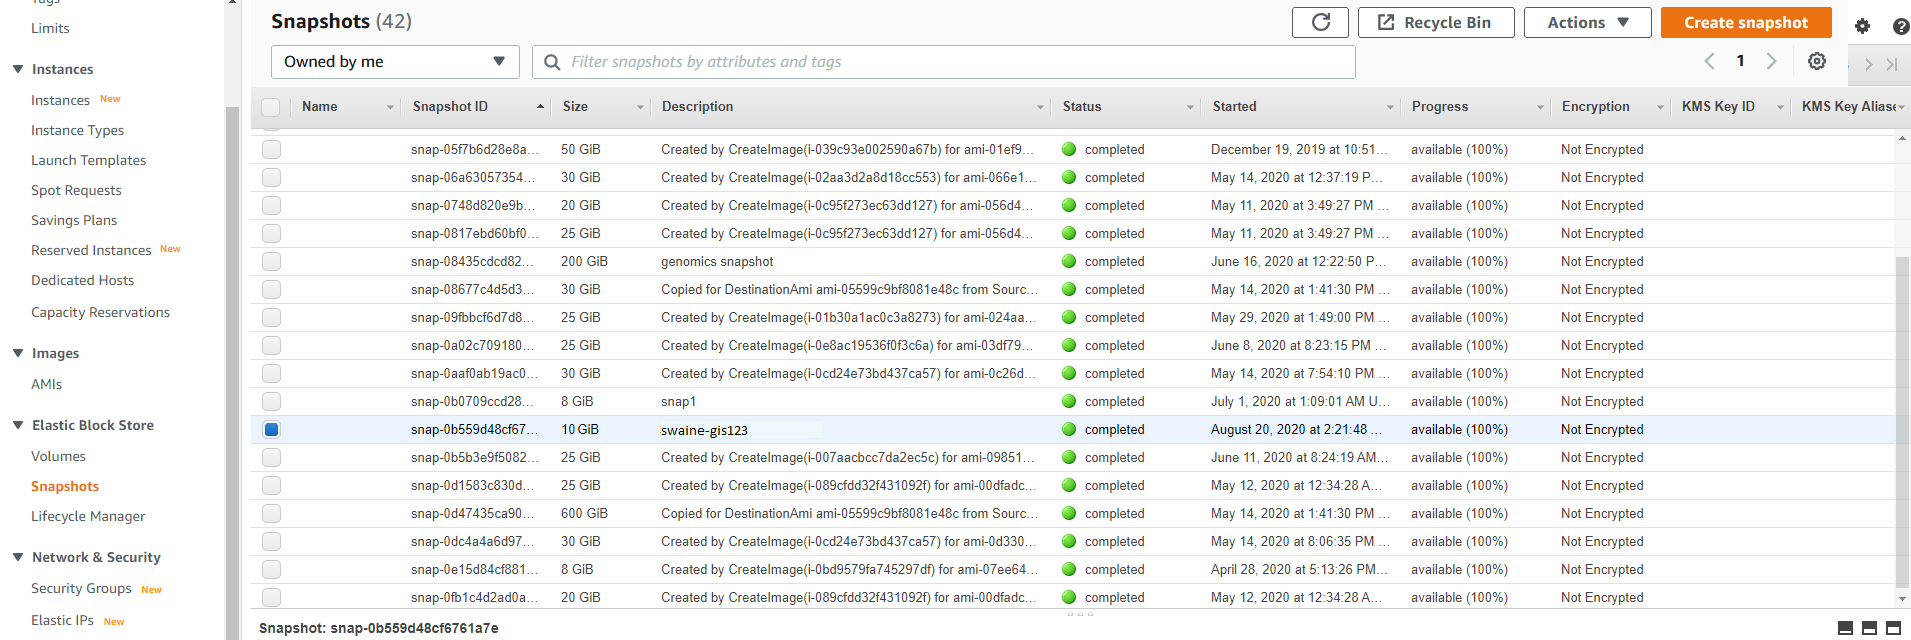 Tags
Limits
Instances
Instances New
Instance Types
Launch Templates
Spot Requests
Savings Plans
Reserved Instances New
Dedicated Hosts
Capacity Reservations
Images
AMIs
Elastic Block Store
Volumes
Snapshots
Lifecycle Manager
Network & Security
Security Groups New
Elastic IPs New
Snapshots (42)
Recycle Bin
Actions
Create snapshot
Owned by me
Filter snapshots by attributes and tags
1
Name Snapshot ID Size Description Status Started Progress Encryption KMS Key ID KMS Key Aliase
snap-05f7b6d28e8a... 50 GiB Created by CreateImage(i-039c93e002590a67b) for ami-01ef9... completed December 19, 2019 at 10:51... available (100%) Not Encrypted
snap-06a63057354... 30 GiB Created by CreateImage(i-02aa3d2a8d18cc553) for ami-066e1... completed May 14, 2020 at 12:37:19 P... available (100%) Not Encrypted
snap-0748d820e9b... 20 GiB Created by CreateImage(i-0c95f273ec63dd127) for ami-056d4... completed May 11, 2020 at 3:49:27 PM ... available (100%) Not Encrypted
snap-0817ebd60bf0... 25 GiB Created by CreateImage(i-0c95f273ec63dd127) for ami-056d4... completed May 11, 2020 at 3:49:27 PM ... available (100%) Not Encrypted
snap-08435cdcd82... 200 GiB genomics snapshot completed June 16, 2020 at 12:22:50 P... available (100%) Not Encrypted
snap-08677c4d5d3... 30 GiB Copied for DestinationAmi ami-05599c9bf8081e48c from Sourc... completed May 14, 2020 at 1:41:30 PM ... available (100%) Not Encrypted
snap-09fbbcf6d7d8... 25 GiB Created by CreateImage(i-01b30a1ac0c3a8273) for ami-024aa... completed May 29, 2020 at 1:49:00 PM ... available (100%) Not Encrypted
snap-0a02c709180... 25 GiB Created by CreateImage(i-0e8ac19536f0f3c6a) for ami-03df79... completed June 8, 2020 at 8:23:15 PM ... available (100%) Not Encrypted
snap-0aaf0ab19ac0... 30 GiB Created by CreateImage(i-0cd24e73bd437ca57) for ami-0c26d... completed May 14, 2020 at 7:54:10 PM ... available (100%) Not Encrypted
snap-0b0709ccd28... 8 GiB snap1 completed July 1, 2020 at 1:09:01 AM U... available (100%) Not Encrypted
snap-0b559d48cf67... 10 GiB swaine-gis123 completed August 20, 2020 at 2:21:48 ... available (100%) Not Encrypted
snap-0b5b3e9f5082... 25 GiB Created by CreateImage(i-007aacbcc7da2ec5c) for ami-09851... completed June 11, 2020 at 8:24:19 AM... available (100%) Not Encrypted
snap-0d1583c830d... 25 GiB Created by CreateImage(i-089cfdd32f431092f) for ami-00dfadc... completed May 12, 2020 at 12:34:28 A... available (100%) Not Encrypted
snap-0d47435ca90... 600 GiB Copied for DestinationAmi ami-05599c9bf8081e48c from Sourc... completed May 14, 2020 at 1:41:30 PM ... available (100%) Not Encrypted
snap-0dc4a4a6d97... 30 GiB Created by CreateImage(i-0cd24e73bd437ca57) for ami-0d330... completed May 14, 2020 at 8:06:35 PM ... available (100%) Not Encrypted
snap-0e15d84cf881... 8 GiB Created by CreateImage(i-0bd9579fa745297df) for ami-07ee64... completed April 28, 2020 at 5:13:26 PM... available (100%) Not Encrypted
snap-0fb1c4d2ad0a... 20 GiB Created by CreateImage(i-089cfdd32f431092f) for ami-00dfadc... completed May 12, 2020 at 12:34:28 A... available (100%) Not Encrypted
Snapshot: snap-0b559d48cf6761a7e